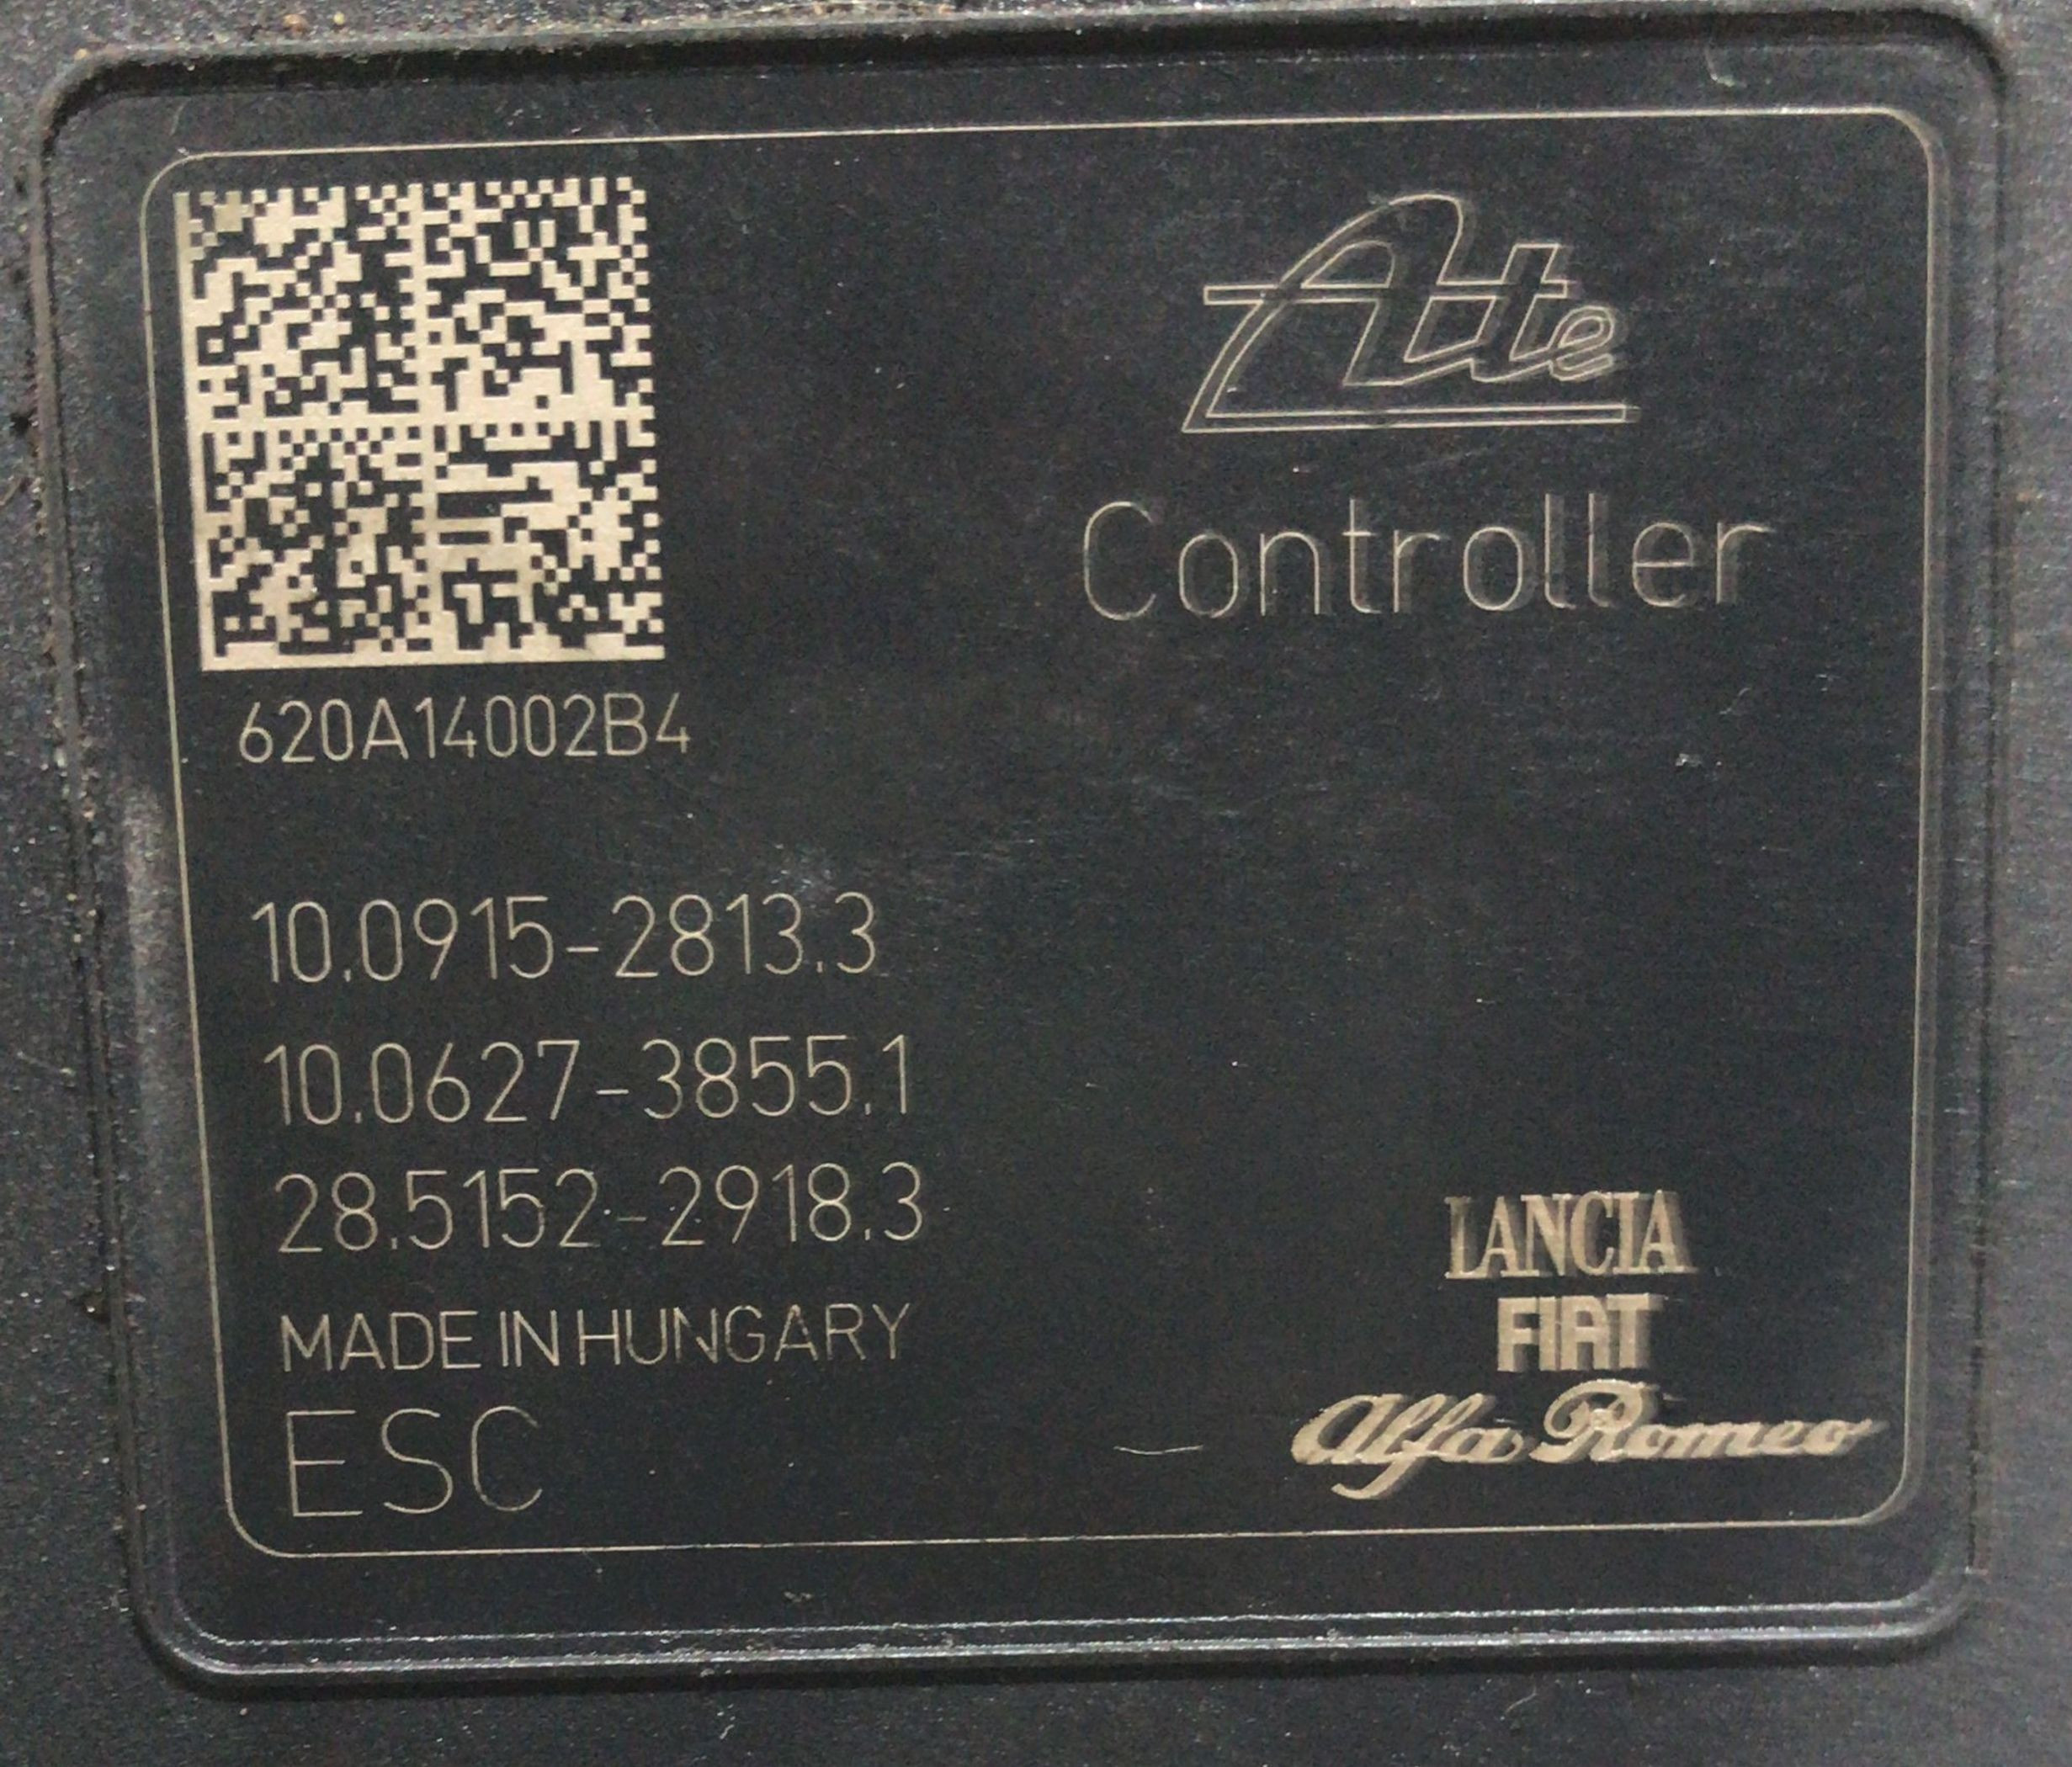 Ate
Controller
620A14002B4
10.0915-2813.3
10.0627-3855.1
28.5152-2918.3
MADE IN HUNGARY
ESC
LANCIA
FIAT
Alfa Romeo